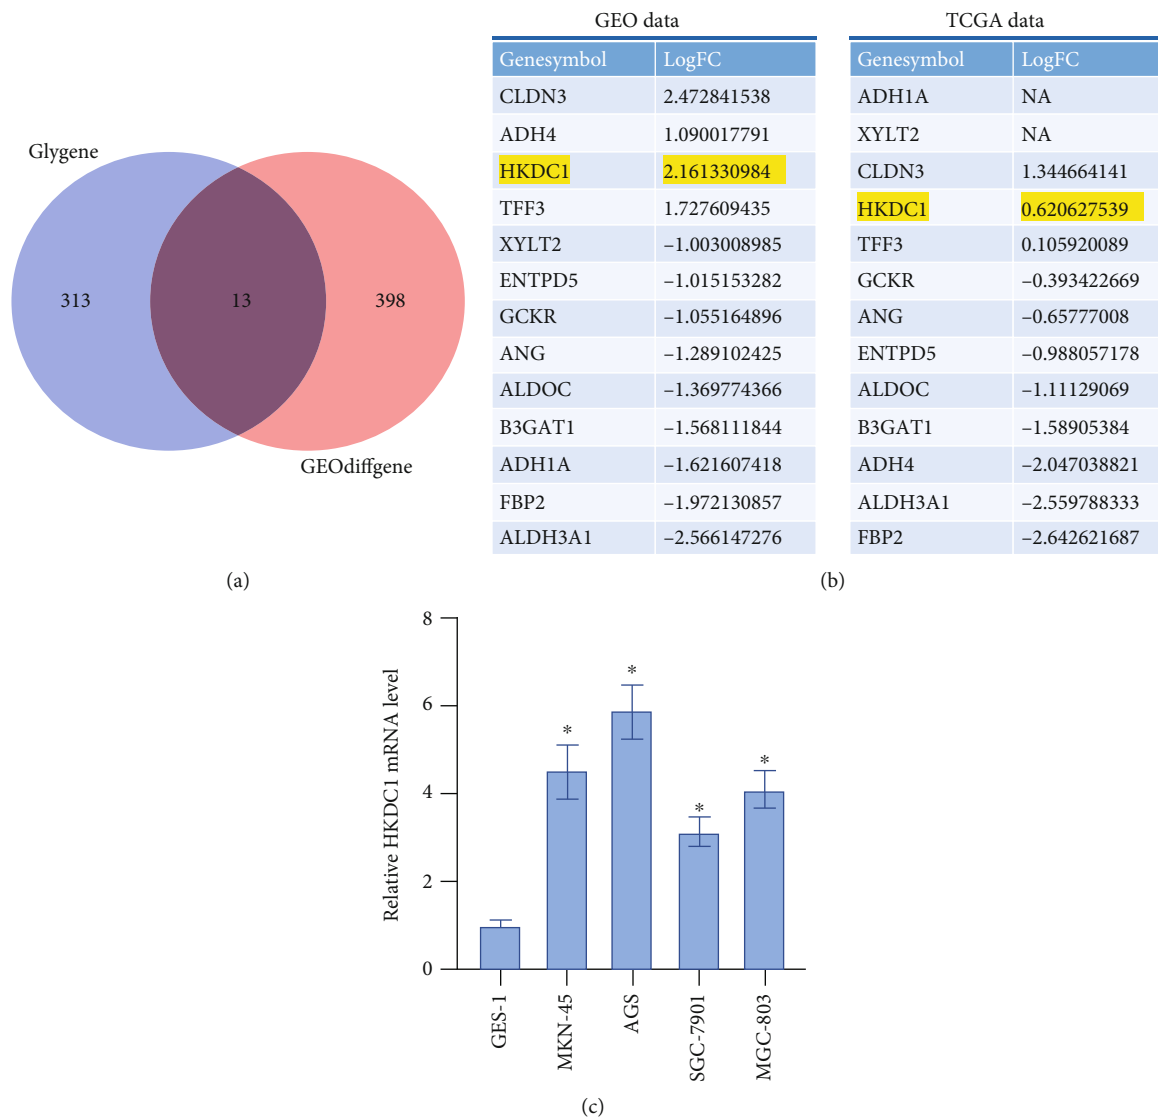 Glygene
313
13
398
GEOdiffgene
(a)
GEO data
Genesymbol LogFC
CLDN3 2.472841538
ADH4 1.090017791
HKDC1 2.161330984
TFF3 1.727609435
XYLT2 –1.003008985
ENTPD5 –1.015153282
GCKR –1.055164896
ANG –1.289102425
ALDOC –1.369774366
B3GAT1 –1.568111844
ADH1A –1.621607418
FBP2 –1.972130857
ALDH3A1 –2.566147276
TCGA data
Genesymbol LogFC
ADH1A NA
XYLT2 NA
CLDN3 1.344664141
HKDC1 0.620627539
TFF3 0.105920089
GCKR –0.393422669
ANG –0.65777008
ENTPD5 –0.988057178
ALDOC –1.11129069
B3GAT1 –1.58905384
ADH4 –2.047038821
ALDH3A1 –2.559788333
FBP2 –2.642621687
(b)
Relative HKDC1 mRNA level
8
6
4
2
0
*
*
*
*
GES-1
MKN-45
AGS
SGC-7901
MGC-803
(c)